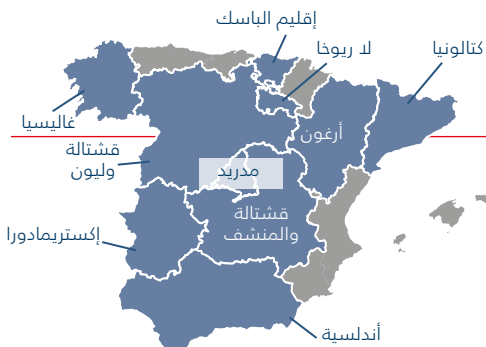 إقليم الباسك
لا ريوخا
كتالونيا
غاليسيا
أرغون
قشتالة
وليون
مدريد
قشتالة
والمنشف
إكستريمادورا
أندلسية